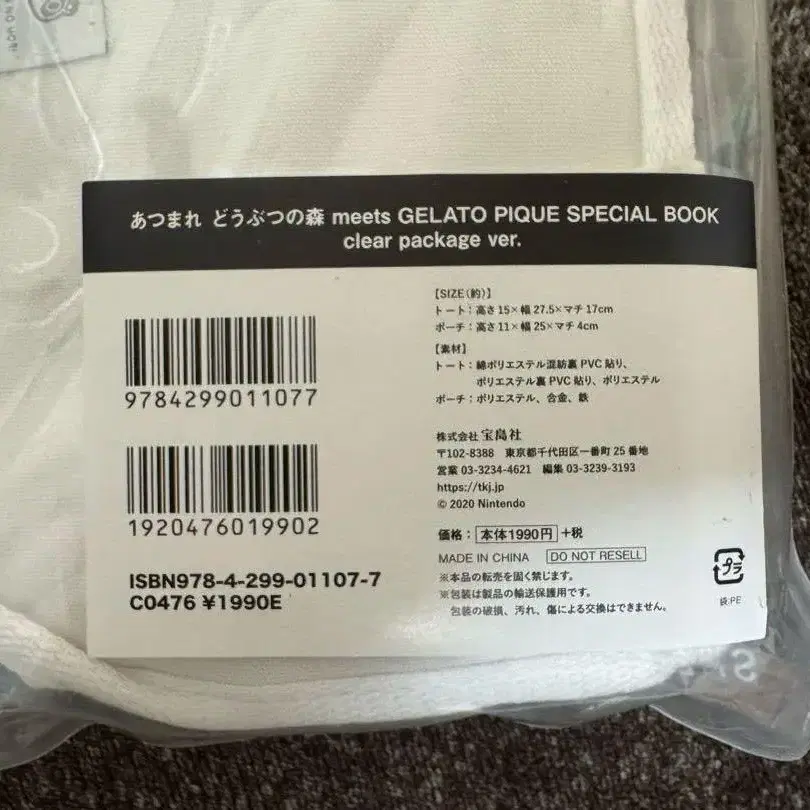 あつまれ どうぶつの森 meets GELATO PIQUE SPECIAL BOOK
clear package ver.
9784299011077
1920476019902
ISBN978-4-299-01107-7
C0476 ¥1990E
【SIZE(約)】
トート:高さ15×幅27.5×マチ17cm
ポーチ:高さ11×幅25×マチ4cm
【素材】
トート:綿ポリエステル混紡裏PVC貼り、
ポリエステル裏PVC貼り、ポリエステル
ポーチ:ポリエステル、合金、鉄
株式会社 宝島社
〒102-8388 東京都千代田区一番町25番地
営業 03-3234-4621 編集 03-3239-3193
https://tkj.jp
© 2020 Nintendo
価格: 本体1990円 +税
MADE IN CHINA DO NOT RESELL
※本品の転売を固く禁じます。
※包装は製品の輸送保護用です。
包装の破損、汚れ、傷による交換はできません。
プラ
袋:PE